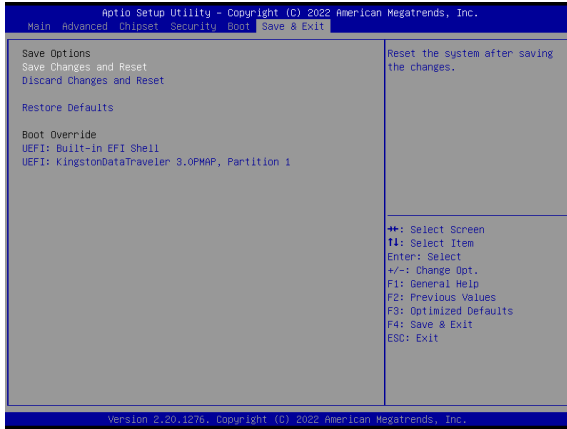 Aptio Setup Utility - Copyright (C) 2022 American Megatrends, Inc.
Main Advanced Chipset Security Boot Save & Exit
Save Options
Save Changes and Reset
Discard Changes and Reset
Restore Defaults
Boot Override
UEFI: Built-in EFI Shell
UEFI: KingstonDataTraveler 3.0PMAP, Partition 1
Reset the system after saving
the changes.
→←: Select Screen
↑↓: Select Item
Enter: Select
+/-: Change Opt.
F1: General Help
F2: Previous Values
F3: Optimized Defaults
F4: Save & Exit
ESC: Exit
Version 2.20.1276. Copyright (C) 2022 American Megatrends, Inc.